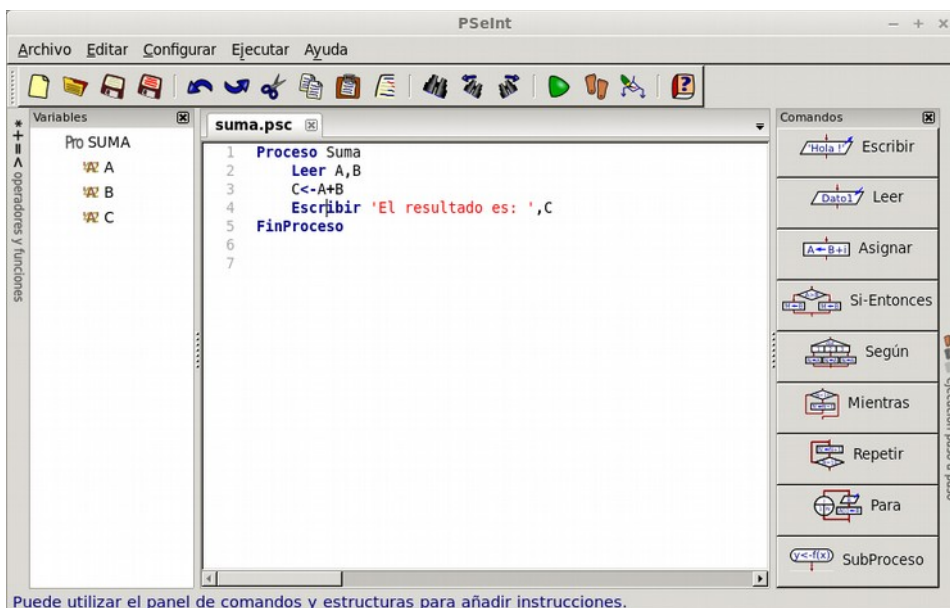 PSeInt
Archivo Editar Configurar Ejecutar Ayuda
* + = < operadores y funciones
Variables
Pro SUMA
A
B
C
suma.psc
1 Proceso Suma
2 Leer A,B
3 C<-A+B
4 Escribir 'El resultado es: ',C
5 FinProceso
6
7
Comandos
'Hola !' Escribir
Dato1 Leer
A←B+i Asignar
Si-Entonces
Según
Mientras
Repetir
Para
y<-f(x) SubProceso
Puede utilizar el panel de comandos y estructuras para añadir instrucciones.